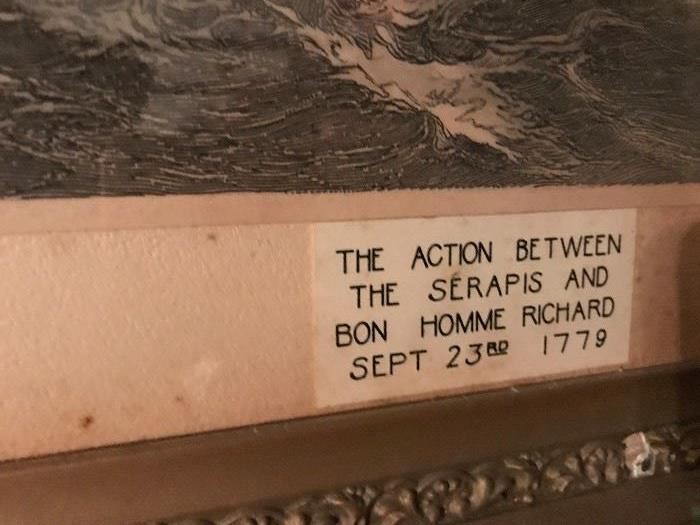 THE ACTION BETWEEN
THE SERAPIS AND
BON HOMME RICHARD
SEPT 23RD 1779